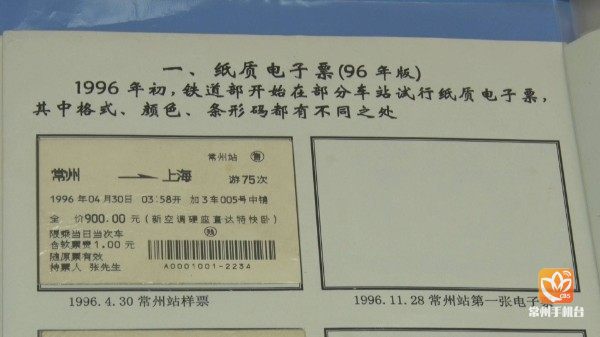 一、纸质电子票(96年版)
1996年初,铁道部开始在部分车站试行纸质电子票,
其中格式、颜色、条形码都有不同之处
常州站 售
常州 上海
游75次
1996年04月30日 03:58开 加3车005号中铺
全 价900.00元(新空调硬座直达特快卧)
限乘当日当次车
含软票费1.00元
随原票有效
持票人 张先生
A0001001-2234
1996.4.30 常州站样票
1996.11.28 常州站第一张电子
常州手机台